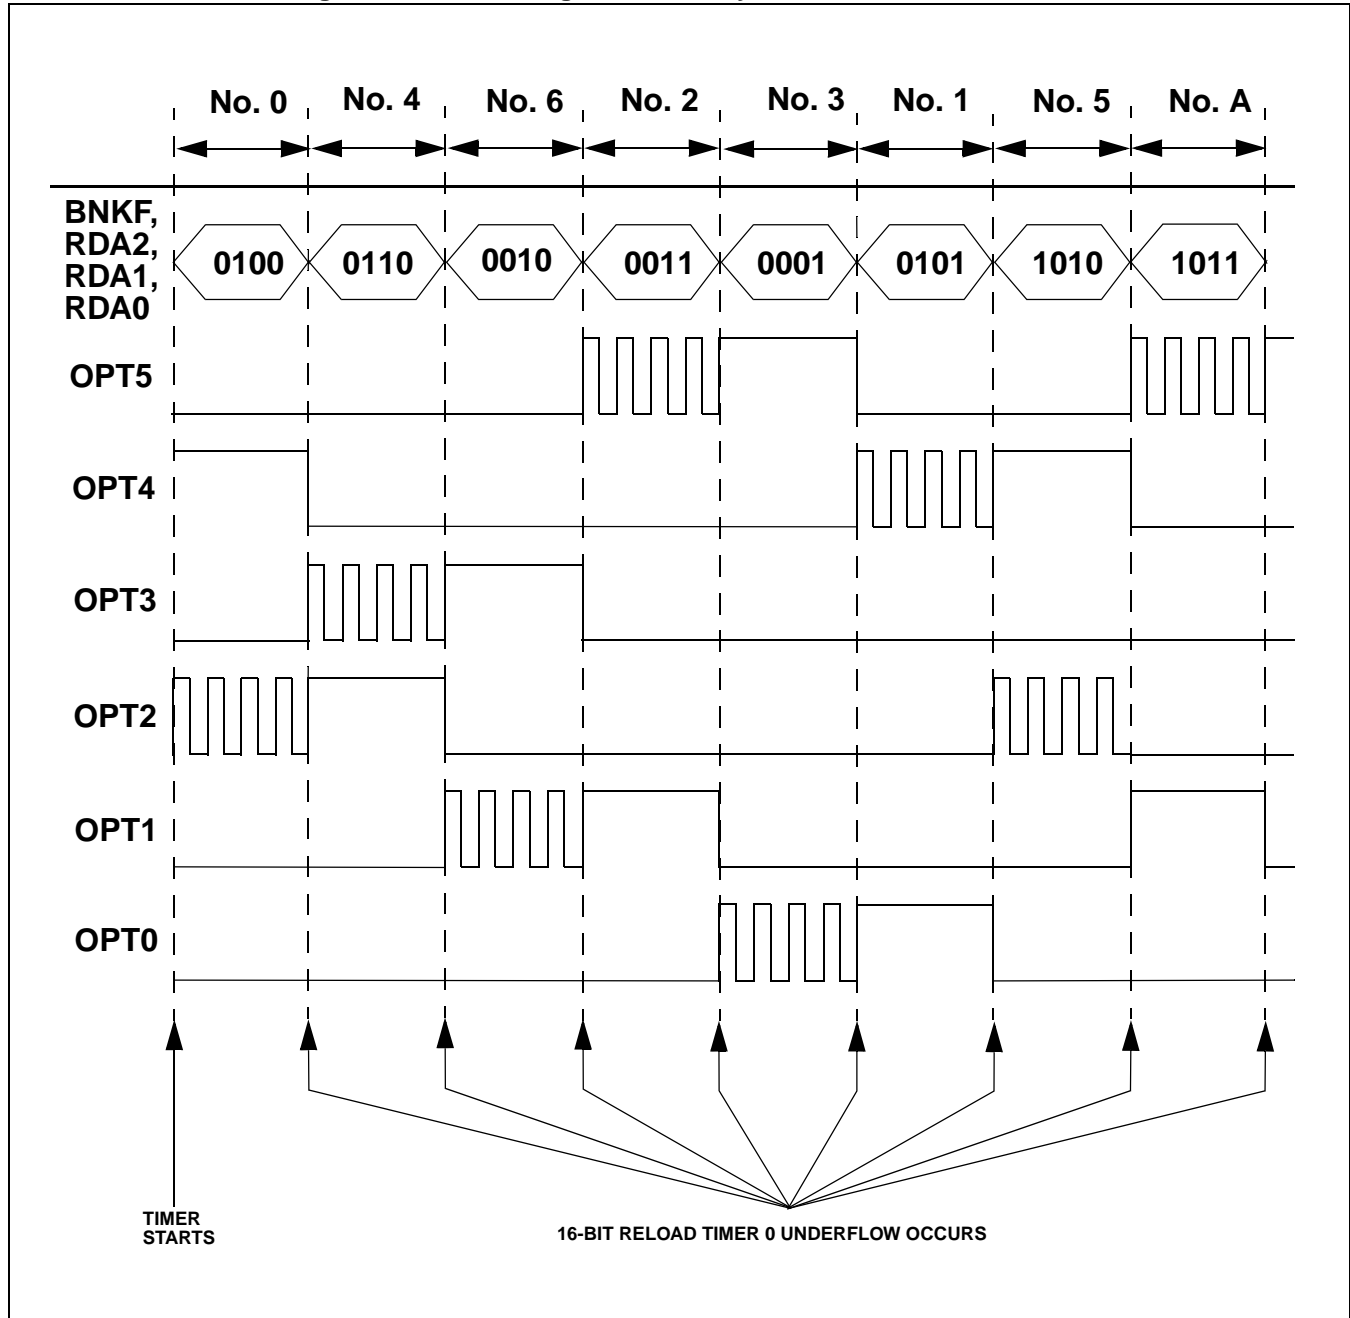 No. 0 No. 4 No. 6 No. 2 No. 3 No. 1 No. 5 No. A
BNKF,
RDA2,
RDA1,
RDA0
0100 0110 0010 0011 0001 0101 1010 1011
OPT5
OPT4
OPT3
OPT2
OPT1
OPT0
TIMER
STARTS
16-BIT RELOAD TIMER 0 UNDERFLOW OCCURS